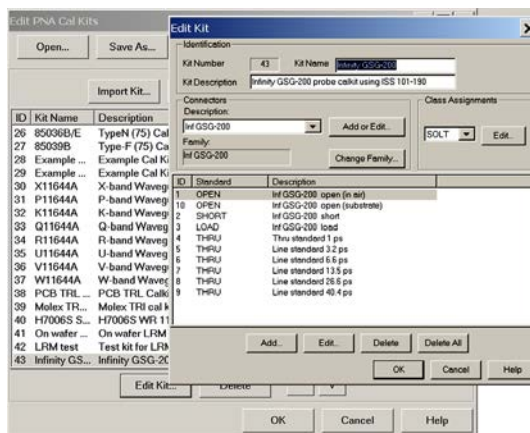 Edit PNA Cal Kits
Open...
Save As...
Import Kit...
ID Kit Name Description
26 85036B/E TypeN (75) Cal
27 85039B Type-F (75) Cal
28 Example ... Example Cal Ki
29 Example ... Example Cal Ki
30 X11644A X-band Waveg
31 P11644A P-band Waveg
32 K11644A K-band Waveg
33 Q11644A Q-band Waveg
34 R11644A R-band Waveg
35 U11644A U-band Waveg
36 V11644A V-band Waveg
37 W11644A W-band Waveg
38 PCB TRL ... PCB TRL Calki
39 Molex TR... Molex TRl cal k
40 H7006S S... H7006S WR 11
41 On wafer ... On wafer LRM
42 LRM test Test kit for LRM
43 Infinity GS... Infinity GSG-20
Edit Kit...
Delete
OK
Cancel
Help
Edit Kit
Identification
Kit Number 43 Kit Name Infinity GSG-200
Kit Description Infinity GSG-200 probe calkit using ISS 101-190
Connectors
Description:
Inf GSG-200
Add or Edit...
Family:
Inf GSG-200
Change Family...
Class Assignments
SOLT
Edit...
ID Standard Description
1 OPEN Inf GSG-200 open (in air)
10 OPEN Inf GSG-200 open (substrate)
2 SHORT Inf GSG-200 short
3 LOAD Inf GSG-200 load
4 THRU Thru standard 1 ps
5 THRU Line standard 3.2 ps
6 THRU Line standard 6.6 ps
7 THRU Line standard 13.5 ps
8 THRU Line standard 26.6 ps
9 THRU Line standard 40.4 ps
Add...
Edit...
Delete
Delete All
OK
Cancel
Help